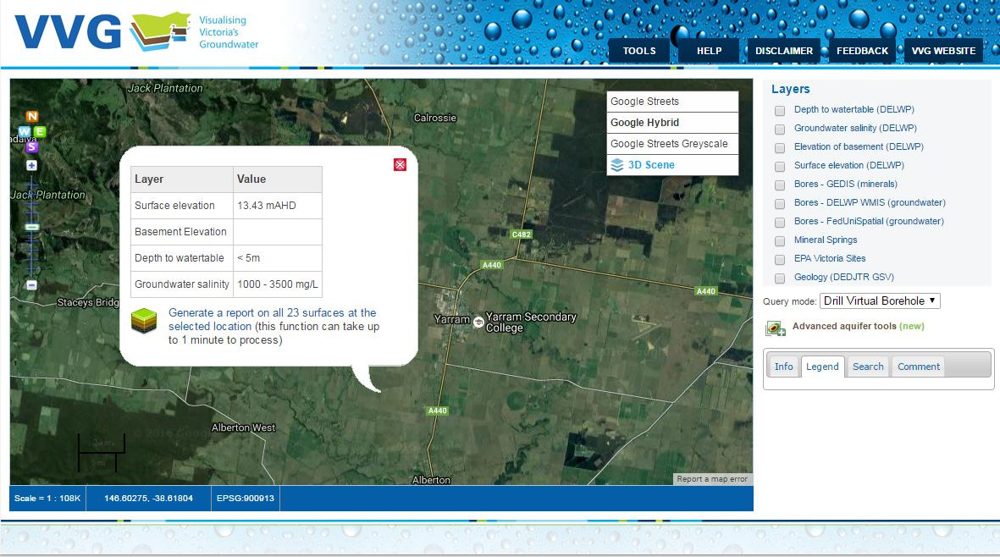 VVG
Visualising
Victoria's
Groundwater
TOOLS
HELP
DISCLAIMER
FEEDBACK
VVG WEBSITE
Jack Plantation
Calrossie
N
W E
S
Jack Plantation
Google Streets
Google Hybrid
Google Streets Greyscale
3D Scene
Layer Value
Surface elevation 13.43 mAHD
Basement Elevation
Depth to watertable < 5m
Groundwater salinity 1000 - 3500 mg/L
Generate a report on all 23 surfaces at the
selected location (this function can take up
to 1 minute to process)
C482
A440
A440
Staceys Bridg
Yarram
Yarram Secondary
College
A440
Alberton West
© 2016 Google
2 km
1 mi
Alberton
Report a map error
Scale = 1 : 108K
146.60275, -38.61804
EPSG:900913
Layers
Depth to watertable (DELWP)
Groundwater salinity (DELWP)
Elevation of basement (DELWP)
Surface elevation (DELWP)
Bores - GEDIS (minerals)
Bores - DELWP WMIS (groundwater)
Bores - FedUniSpatial (groundwater)
Mineral Springs
EPA Victoria Sites
Geology (DEDJTR GSV)
Query mode: Drill Virtual Borehole
Advanced aquifer tools (new)
Info Legend Search Comment